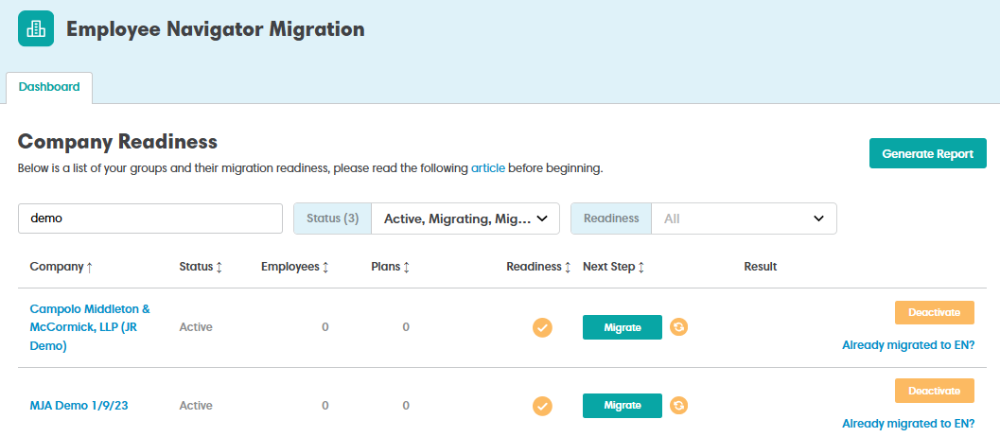 Employee Navigator Migration
Dashboard
Company Readiness
Generate Report
Below is a list of your groups and their migration readiness, please read the following article before beginning.
demo
Status (3) Active, Migrating, Mig...
Readiness All
Company Status Employees Plans Readiness Next Step Result
Campolo Middleton &
McCormick, LLP (JR
Demo)
Active 0 0 Migrate
Deactivate
Already migrated to EN?
MJA Demo 1/9/23 Active 0 0 Migrate
Deactivate
Already migrated to EN?